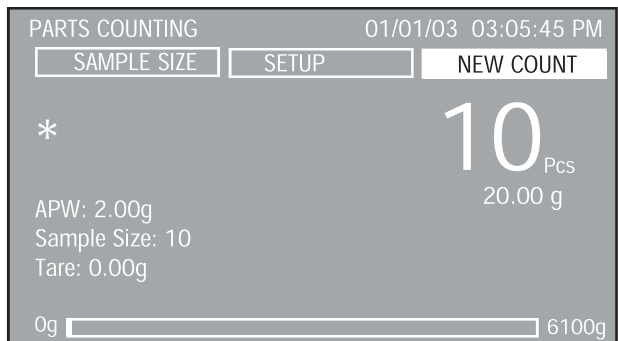 PARTS COUNTING 01/01/03 03:05:45 PM
SAMPLE SIZE SETUP NEW COUNT
* 10 Pcs
20.00 g
APW: 2.00g
Sample Size: 10
Tare: 0.00g
0g 6100g